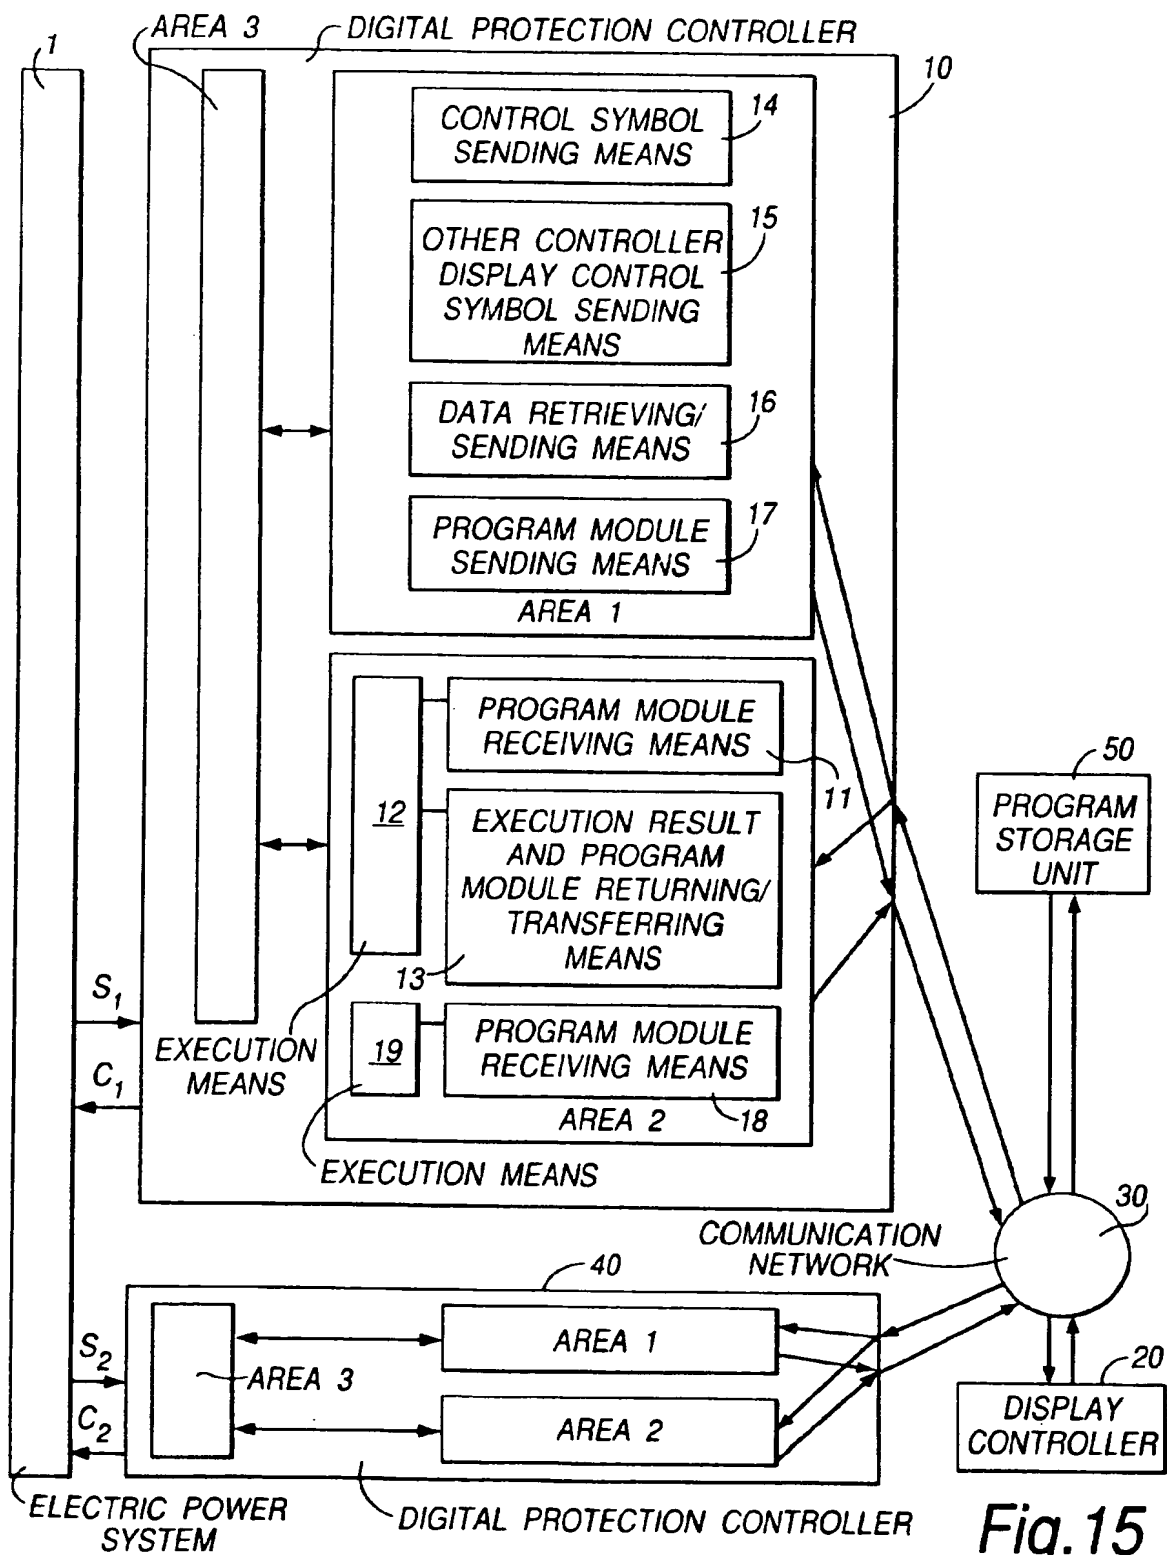 AREA 3
DIGITAL PROTECTION CONTROLLER
1
10
CONTROL SYMBOL
SENDING MEANS
14
OTHER CONTROLLER
DISPLAY CONTROL
SYMBOL SENDING
MEANS
15
DATA RETRIEVING/
SENDING MEANS
16
PROGRAM MODULE
SENDING MEANS
17
AREA 1
PROGRAM MODULE
RECEIVING MEANS
11
12
EXECUTION RESULT
AND PROGRAM
MODULE RETURNING/
TRANSFERRING
MEANS
13
50
PROGRAM
STORAGE
UNIT
S1
C1
EXECUTION
MEANS
19
PROGRAM MODULE
RECEIVING MEANS
AREA 2
18
EXECUTION MEANS
30
COMMUNICATION
NETWORK
40
S2
C2
AREA 3
AREA 1
AREA 2
20
DISPLAY
CONTROLLER
ELECTRIC POWER
SYSTEM
DIGITAL PROTECTION CONTROLLER
Fig.15